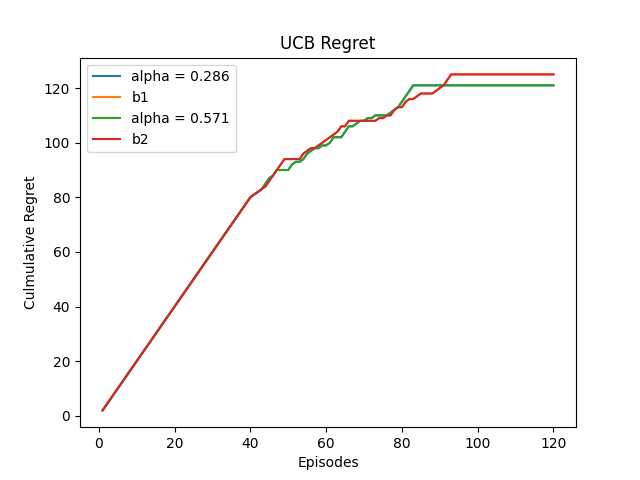 UCB Regret
alpha = 0.286
b1
alpha = 0.571
b2
Culmulative Regret
120
100
80
60
40
20
0
0 20 40 60 80 100 120
Episodes